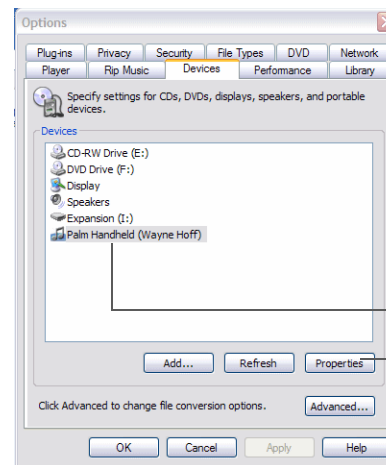 Options
Plug-ins Privacy Security File Types DVD Network
Player Rip Music Devices Performance Library
Specify settings for CDs, DVDs, displays, speakers, and portable
devices.
Devices
CD-RW Drive (E:)
DVD Drive (F:)
Display
Speakers
Expansion (I:)
Palm Handheld (Wayne Hoff)
Add... Refresh Properties
Click Advanced to change file conversion options. Advanced...
OK Cancel Apply Help